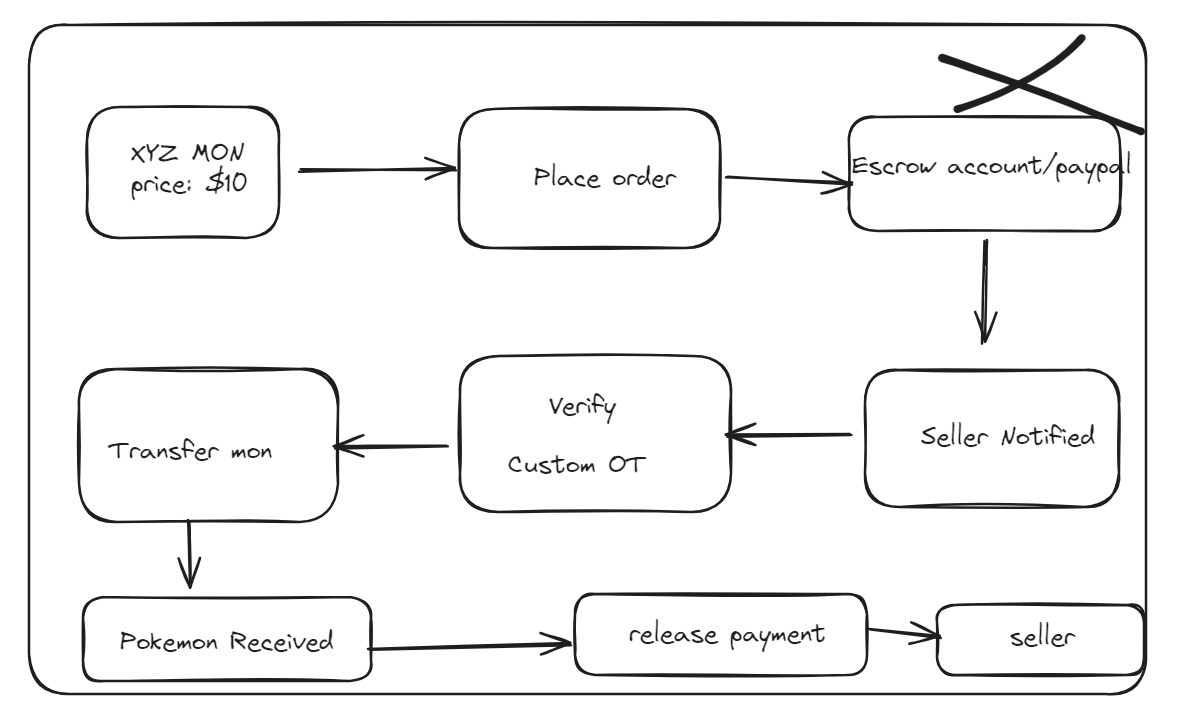 XYZ MON
price: $10
Place order
Escrow account/paypal
Seller Notified
Verify
Custom OT
Transfer mon
Pokemon Received
release payment
seller